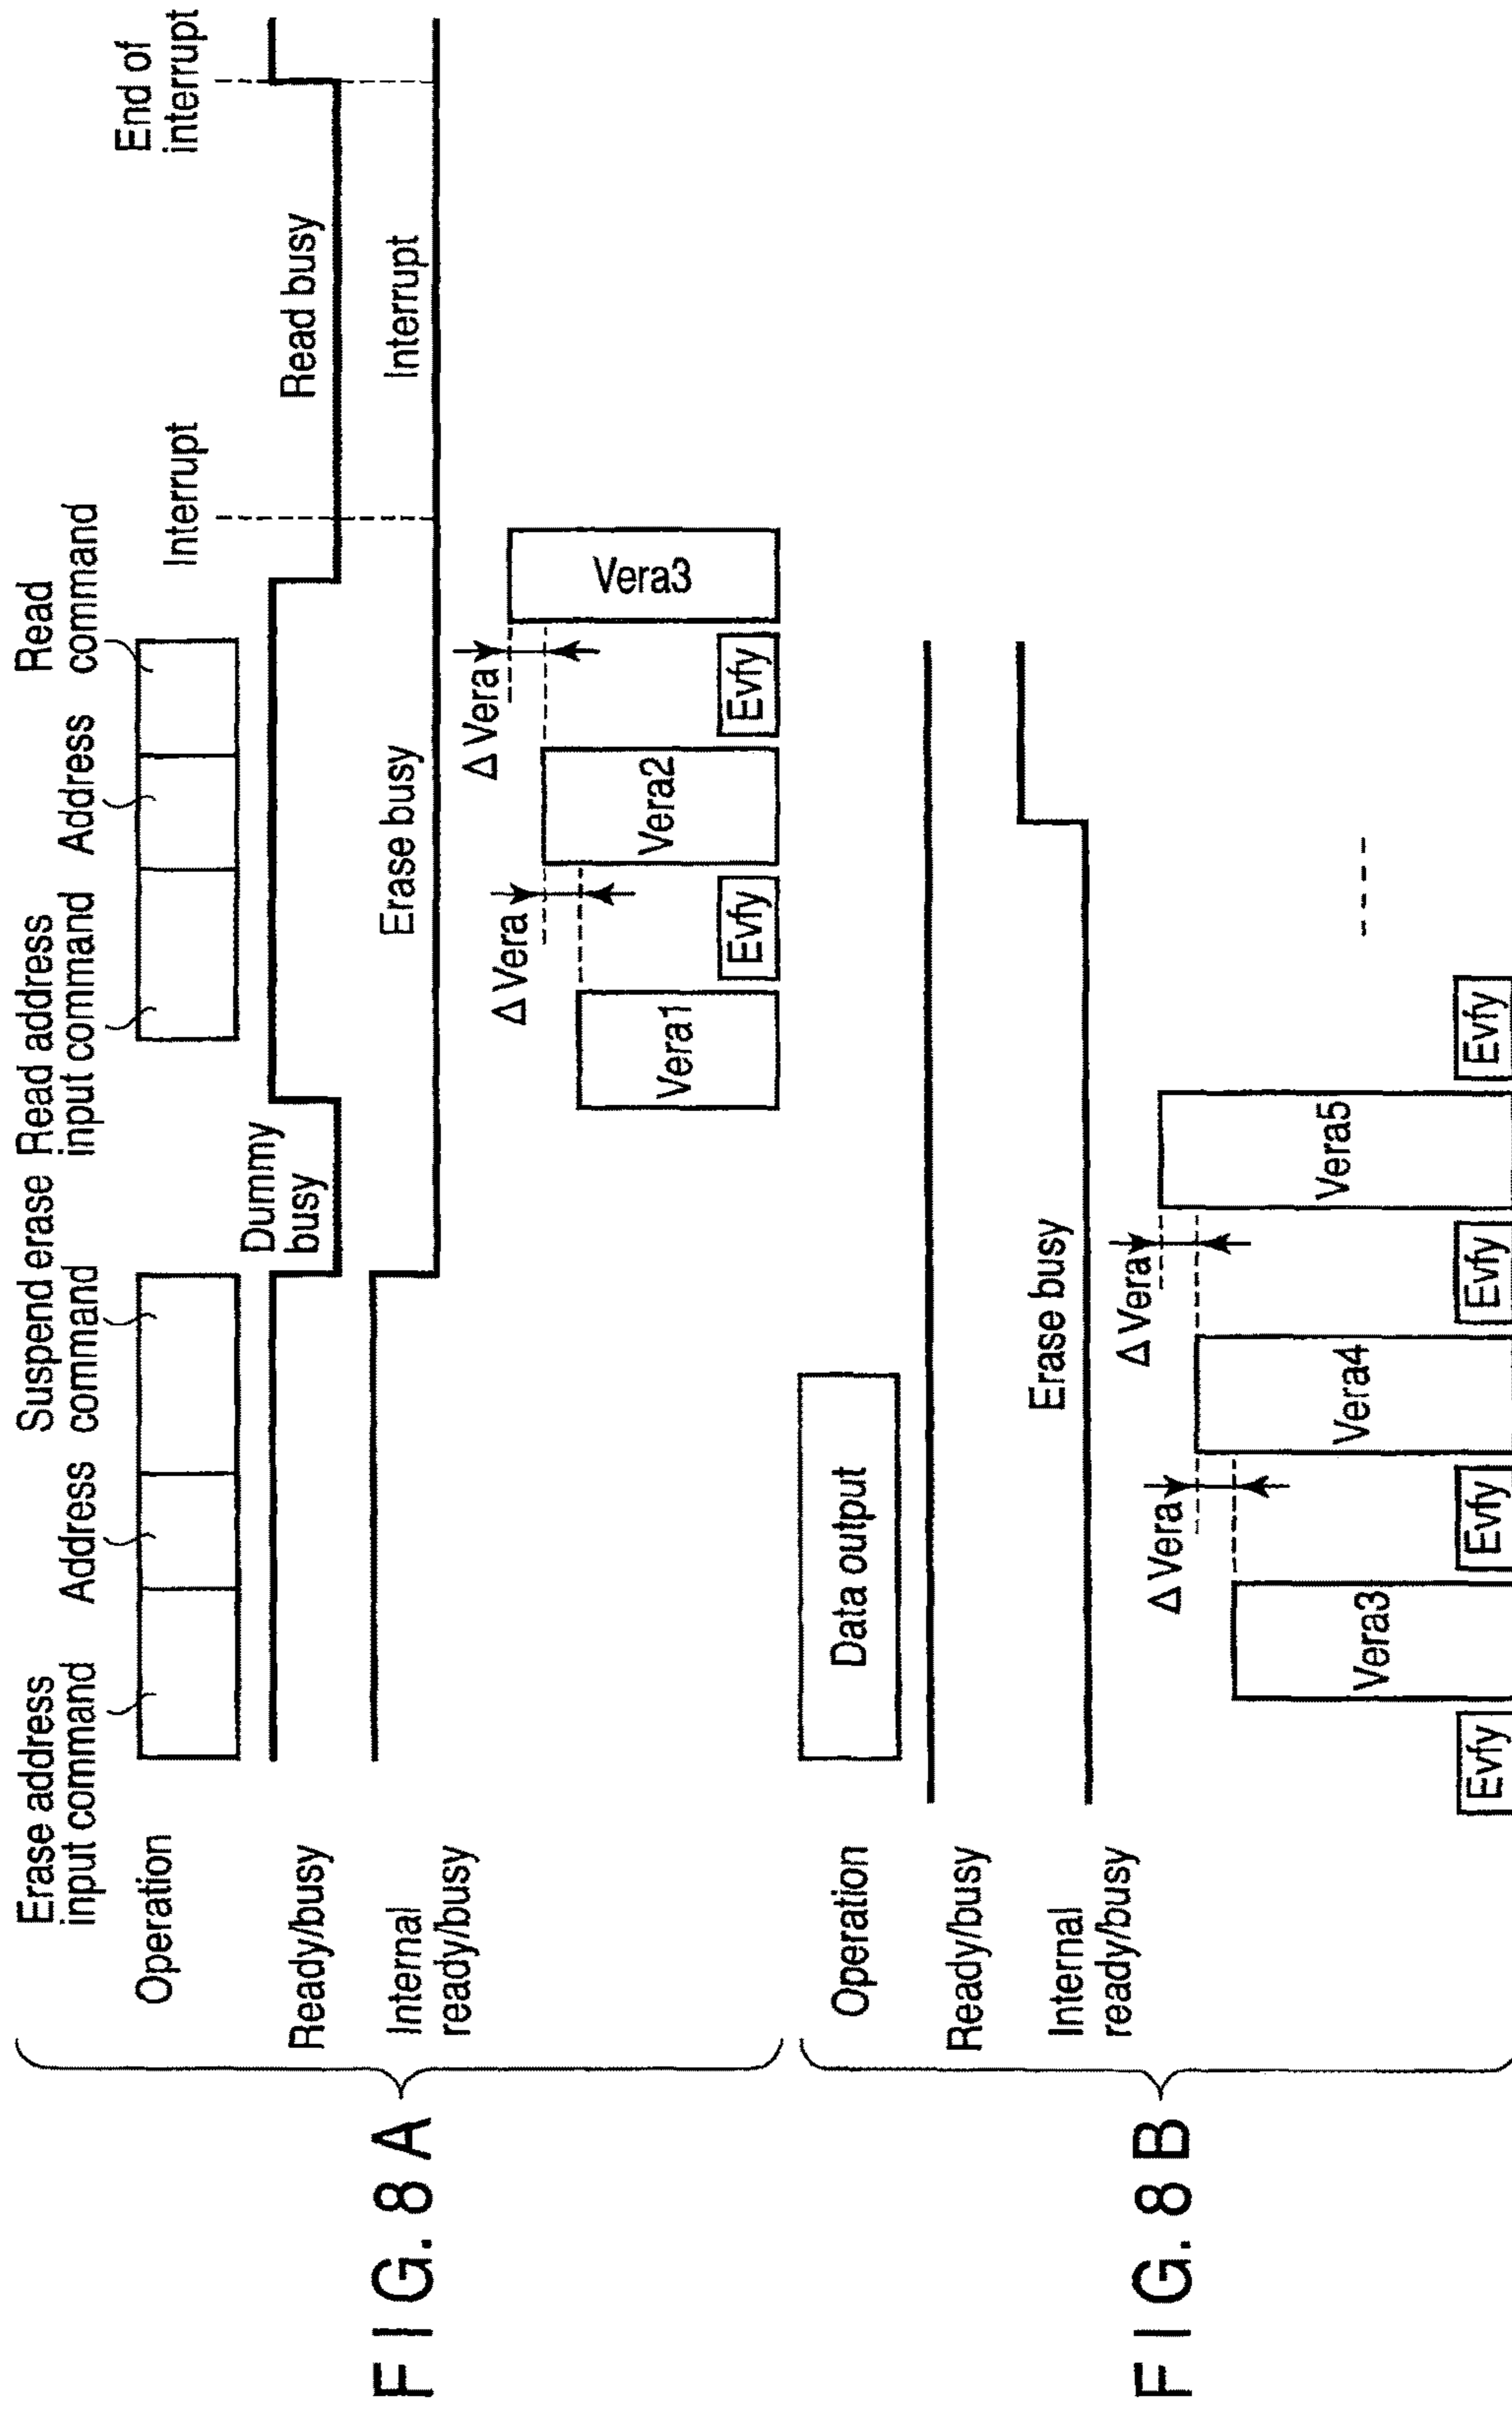 Erase address
input command
Address
Suspend erase
command
Read address
input command
Address
Read
command
Interrupt
End of
interrupt
Operation
Dummy
busy
Read busy
Ready/busy
Erase busy
Interrupt
Internal
ready/busy
Δ Vera
Δ Vera
Vera1
Evfy
Vera2
Evfy
Vera3
FIG. 8A
Operation
Data output
Ready/busy
Erase busy
Internal
ready/busy
Δ Vera
Δ Vera
Evfy
Vera3
Evfy
Vera4
Evfy
Vera5
Evfy
FIG. 8B